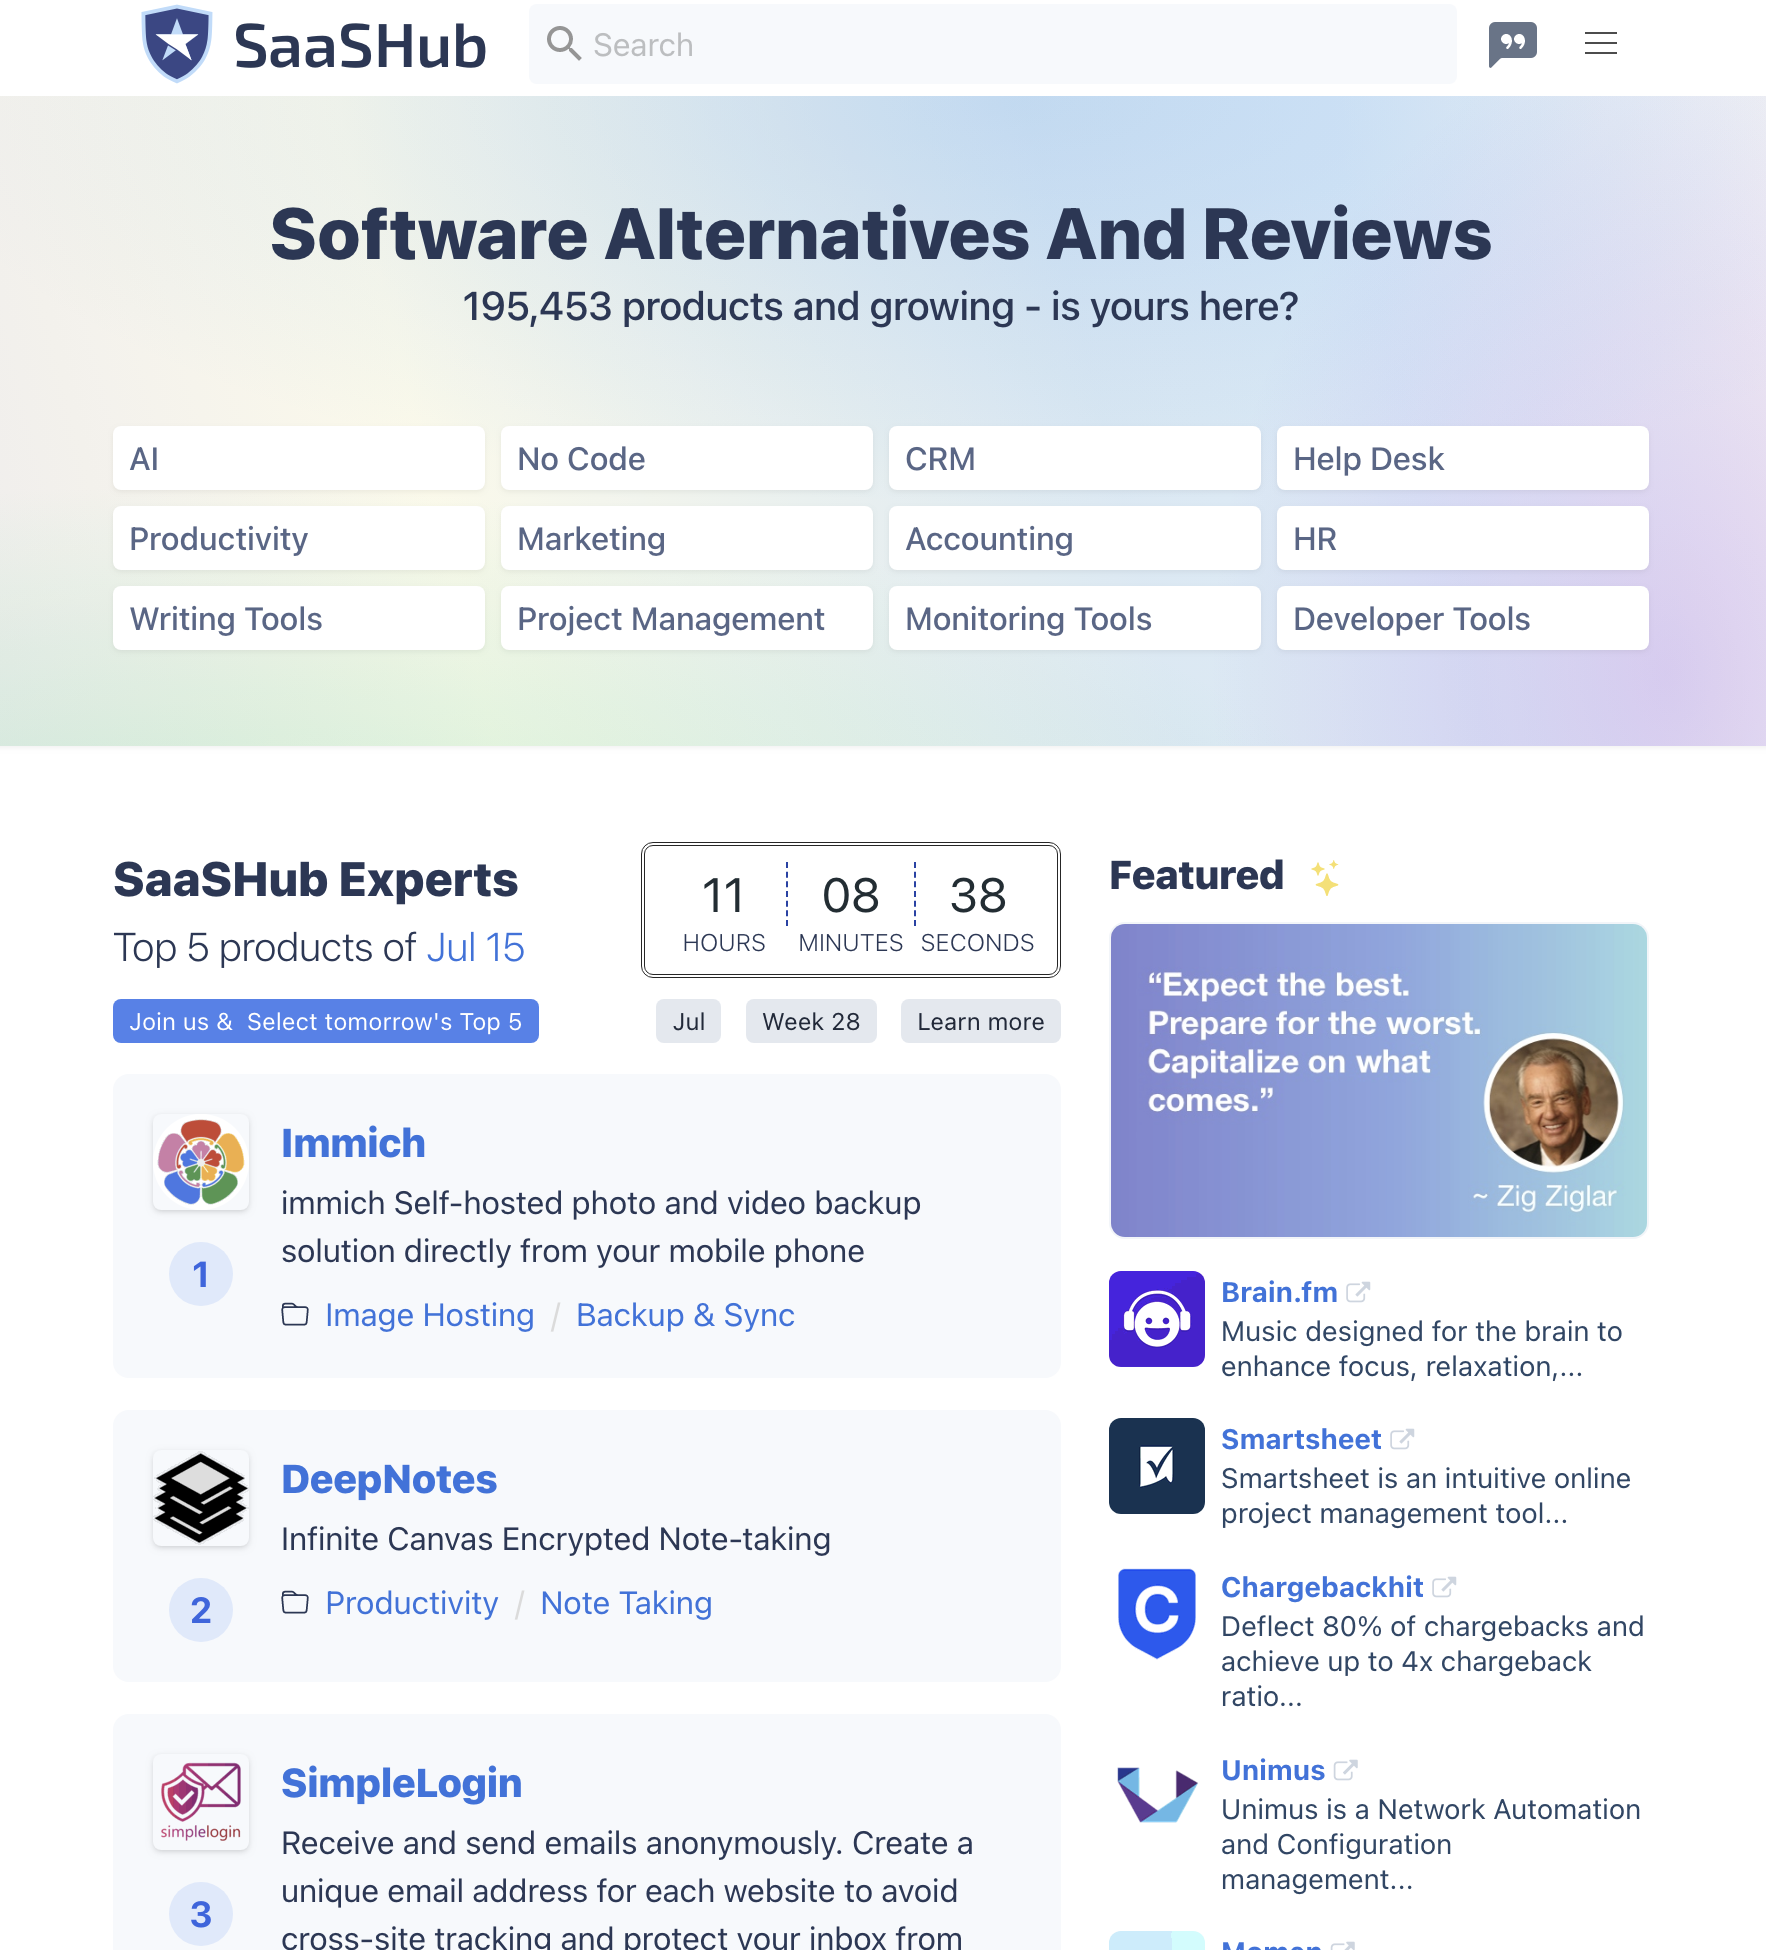 SaaSHub
Search
Software Alternatives And Reviews
195,453 products and growing - is yours here?
AI
No Code
CRM
Help Desk
Productivity
Marketing
Accounting
HR
Writing Tools
Project Management
Monitoring Tools
Developer Tools
SaaSHub Experts
Top 5 products of Jul 15
11
HOURS
08
MINUTES
38
SECONDS
Join us & Select tomorrow's Top 5
Jul
Week 28
Learn more
Immich
immich Self-hosted photo and video backup
solution directly from your mobile phone
1
Image Hosting / Backup & Sync
DeepNotes
Infinite Canvas Encrypted Note-taking
2
Productivity / Note Taking
simplelogin
SimpleLogin
Receive and send emails anonymously. Create a
unique email address for each website to avoid
cross-site tracking and protect your inbox from
3
Featured
“Expect the best.
Prepare for the worst.
Capitalize on what
comes.”
~ Zig Ziglar
Brain.fm
Music designed for the brain to
enhance focus, relaxation,...
Smartsheet
Smartsheet is an intuitive online
project management tool...
C
Chargebackhit
Deflect 80% of chargebacks and
achieve up to 4x chargeback
ratio...
Unimus
Unimus is a Network Automation
and Configuration
management...